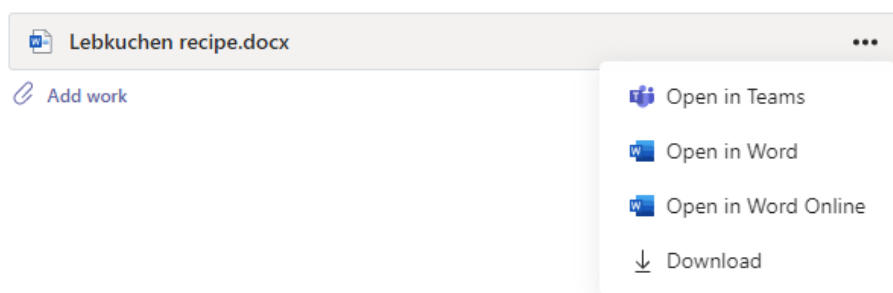 Lebkuchen recipe.docx
Add work
Open in Teams
Open in Word
Open in Word Online
Download